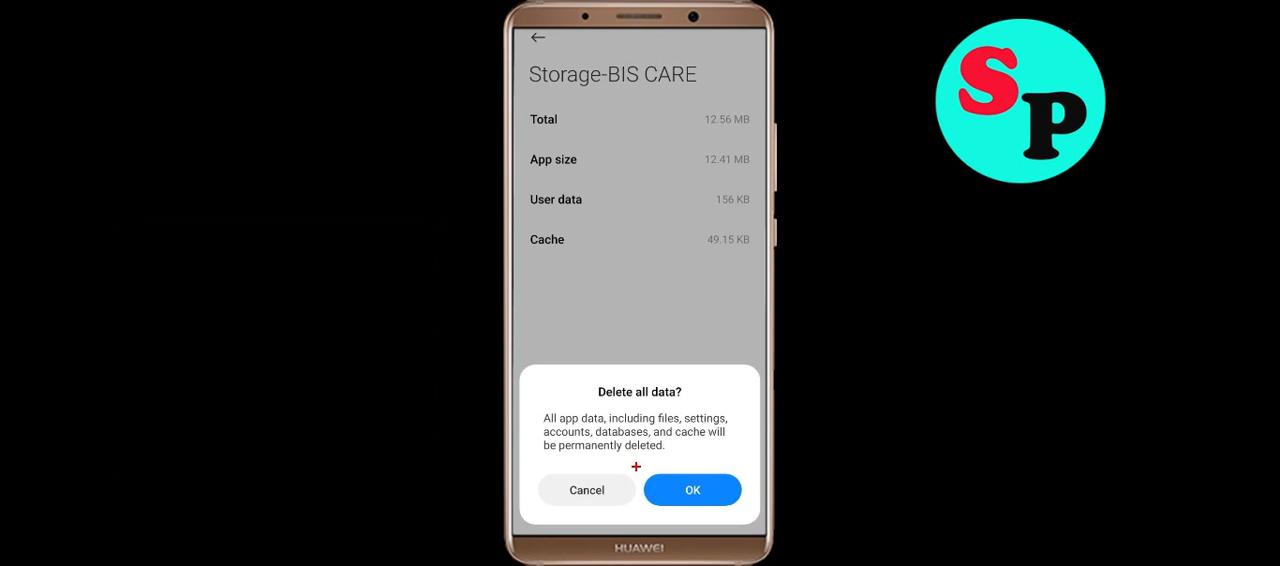 Storage-BIS CARE
Total 12.56 MB
App size 12.41 MB
User data 156 KB
Cache 49.15 KB
Delete all data?
All app data, including files, settings,
accounts, databases, and cache will
be permanently deleted.
Cancel OK
HUAWEI
SP